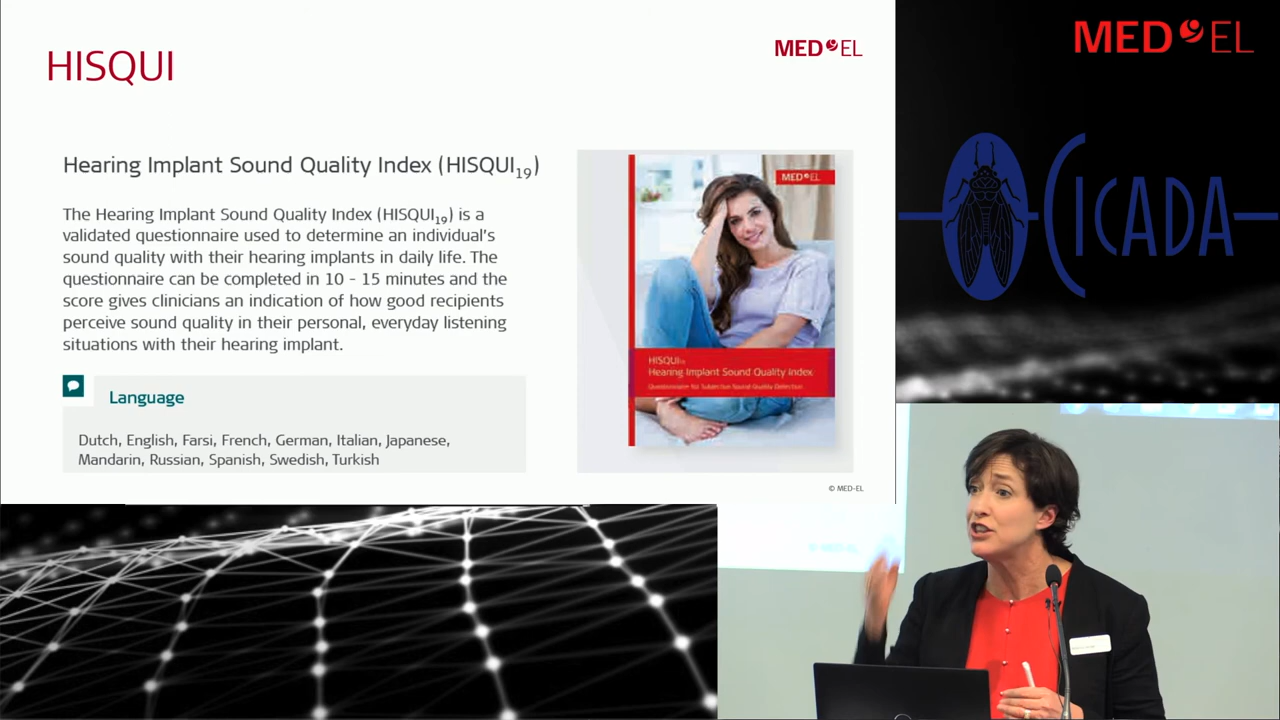 HISQUI
MED EL
Hearing Implant Sound Quality Index (HISQUI19)
The Hearing Implant Sound Quality Index (HISQUI19) is a
validated questionnaire used to determine an individual's
sound quality with their hearing implants in daily life. The
questionnaire can be completed in 10 - 15 minutes and the
score gives clinicians an indication of how good recipients
perceive sound quality in their personal, everyday listening
situations with their hearing implant.
Language
Dutch, English, Farsi, French, German, Italian, Japanese,
Mandarin, Russian, Spanish, Swedish, Turkish
MED EL
HISQUI19
Hearing Implant Sound Quality Index
Questionnaire for Subjective Sound Quality Detection
© MED-EL
MED EL
CICADA